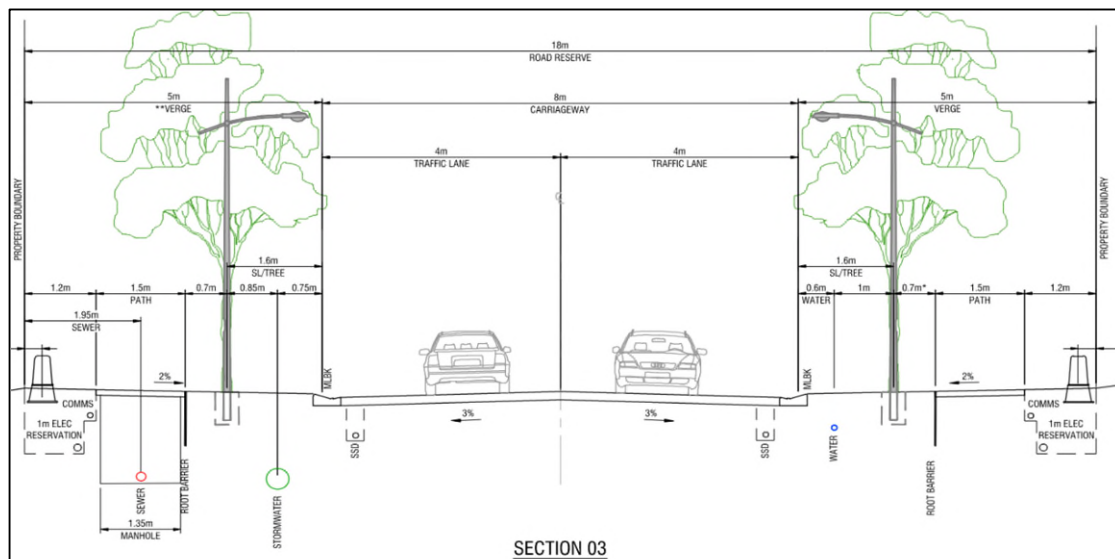 18m
ROAD RESERVE
5m
**VERGE
8m
CARRIAGEWAY
5m
VERGE
4m
TRAFFIC LANE
4m
TRAFFIC LANE
PROPERTY BOUNDARY
PROPERTY BOUNDARY
1.6m
SL/TREE
1.6m
SL/TREE
1.2m
1.5m
PATH
0.7m
0.85m
0.75m
0.6m
WATER
1m
0.7m*
1.5m
PATH
1.2m
1.95m
SEWER
MLBK
MLBK
2%
2%
COMMS
1m ELEC
RESERVATION
3%
3%
COMMS
1m ELEC
RESERVATION
SSD
SSD
WATER
ROOT BARRIER
ROOT BARRIER
SEWER
STORMWATER
1.35m
MANHOLE
SECTION 03